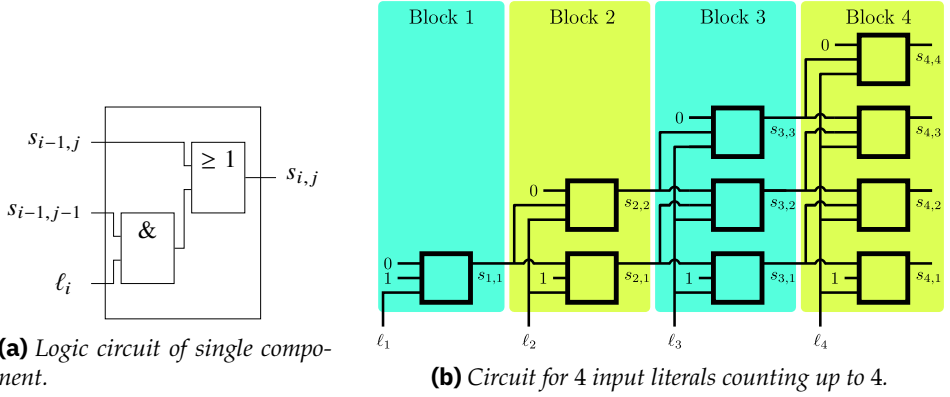 s_{i−1,j}
s_{i−1,j−1}
ℓ_i
&
≥ 1
s_{i,j}
(a) Logic circuit of single compo-
nent.
Block 1
Block 2
Block 3
Block 4
0
s_{4,4}
0
s_{3,3}
s_{4,3}
0
s_{2,2}
s_{3,2}
s_{4,2}
0
1
s_{1,1}
1
s_{2,1}
1
s_{3,1}
1
s_{4,1}
ℓ_1
ℓ_2
ℓ_3
ℓ_4
(b) Circuit for 4 input literals counting up to 4.